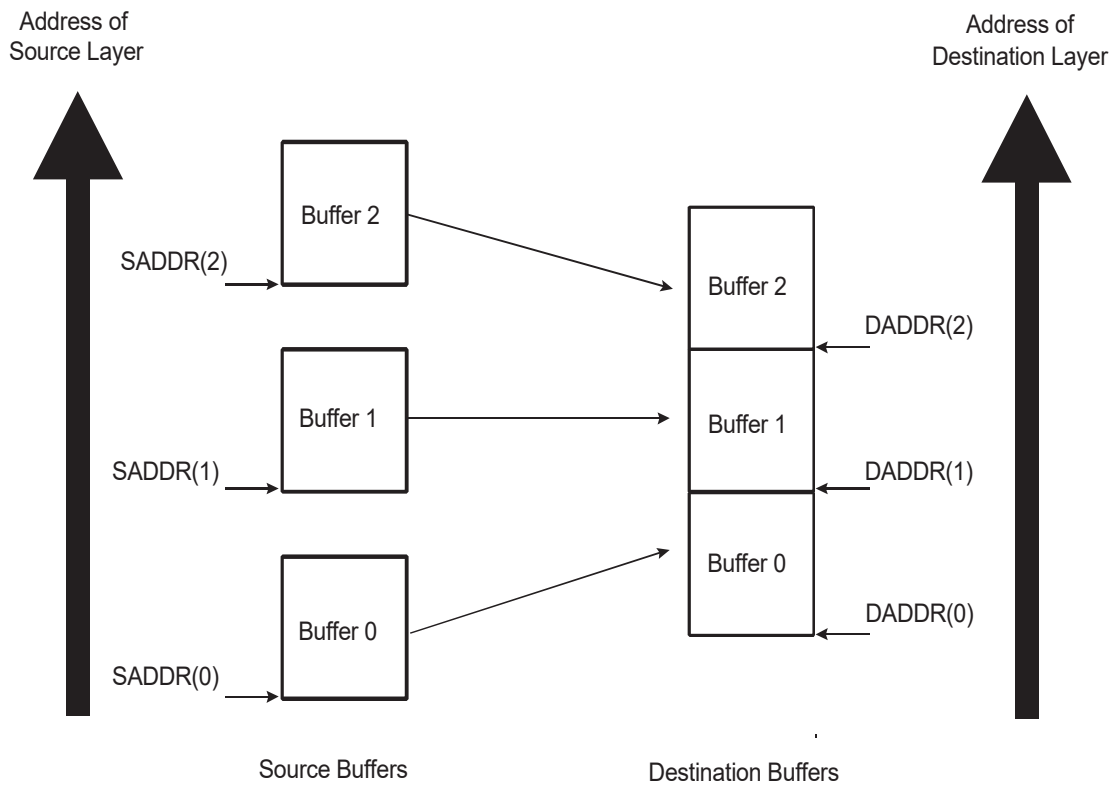 Address of
Source Layer
Address of
Destination Layer
Buffer 2
SADDR(2)
Buffer 2
DADDR(2)
Buffer 1
Buffer 1
SADDR(1)
DADDR(1)
Buffer 0
Buffer 0
DADDR(0)
SADDR(0)
Source Buffers
Destination Buffers